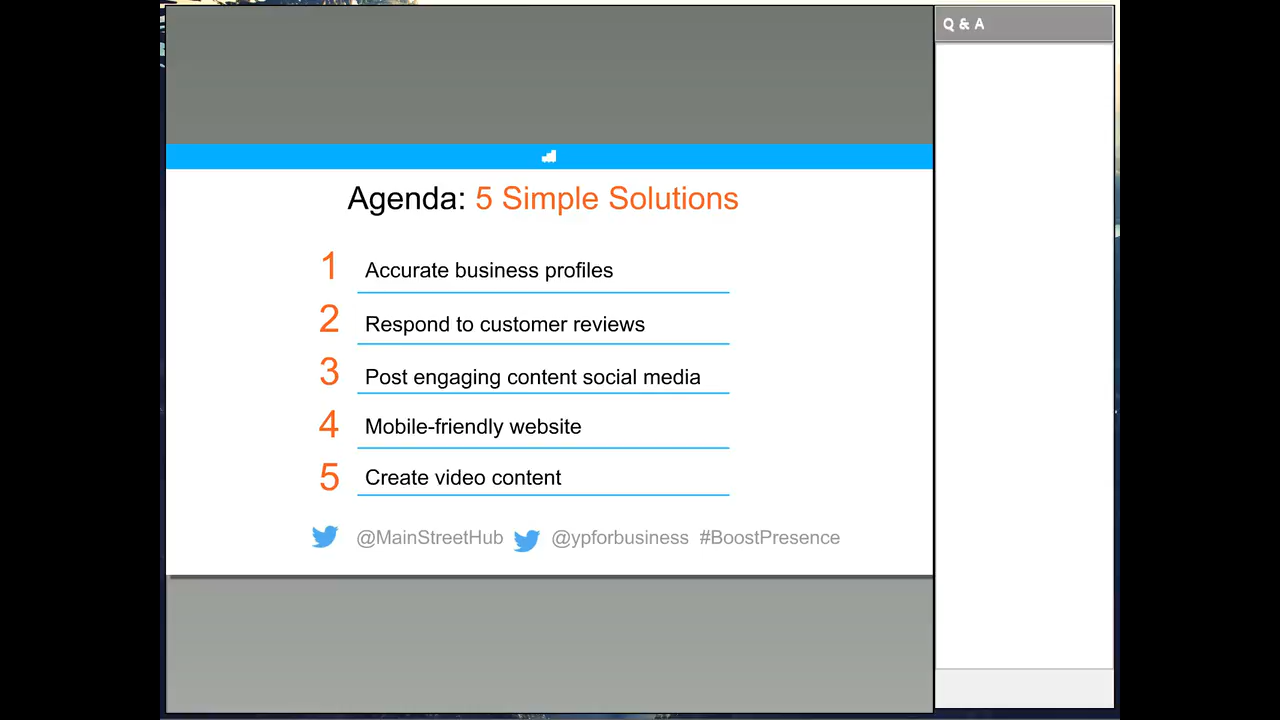 Q & A
Agenda: 5 Simple Solutions
1 Accurate business profiles
2 Respond to customer reviews
3 Post engaging content social media
4 Mobile-friendly website
5 Create video content
@MainStreetHub @ypforbusiness #BoostPresence